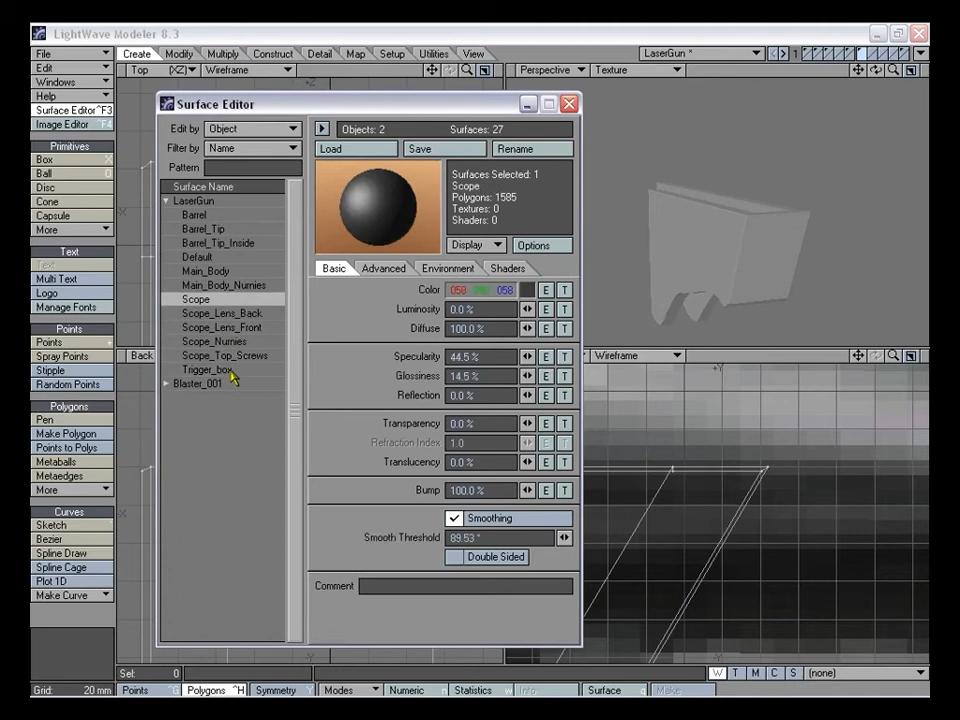 LightWave Modeler 8.3
File
Create Modify Multiply Construct Detail Map Setup Utilities View
LaserGun *
1
Edit
Windows
Help
Surface Editor ^F3
Image Editor ^F4
Top (XZ) Wireframe
Perspective Texture
Primitives
Box X
Ball O
Disc
Cone
Capsule
More
Text
Text
Multi Text
Logo
Manage Fonts
Points
Points +
Spray Points
Stipple
Random Points
Polygons
Pen
Make Polygon
Points to Polys
Metaballs
Metaedges
More
Curves
Sketch
Bezier
Spline Draw
Spline Cage
Plot 1D
Make Curve
Surface Editor
Edit by Object
Filter by Name
Pattern
Surface Name
LaserGun
Barrel
Barrel_Tip
Barrel_Tip_Inside
Default
Main_Body
Main_Body_Nurnies
Scope
Scope_Lens_Back
Scope_Lens_Front
Scope_Nurnies
Scope_Top_Screws
Trigger_box
Blaster_001
Objects: 2 Surfaces: 27
Load Save Rename
Surfaces Selected: 1
Scope
Polygons: 1585
Textures: 0
Shaders: 0
Display Options
Basic Advanced Environment Shaders
Color 058 058 E T
Luminosity 0.0 % E T
Diffuse 100.0 % E T
Specularity 44.5 % E T
Glossiness 14.5 % E T
Reflection 0.0 % E T
Transparency 0.0 % E T
Refraction Index 1.0 E T
Translucency 0.0 % E T
Bump 100.0 % E T
Smoothing
Smooth Threshold 89.53 °
Double Sided
Comment
Back
Wireframe
Sel: 0
W T M C S (none)
Grid: 20 mm
Points ^G Polygons ^H Symmetry Modes Numeric n Statistics w Info Surface q Make